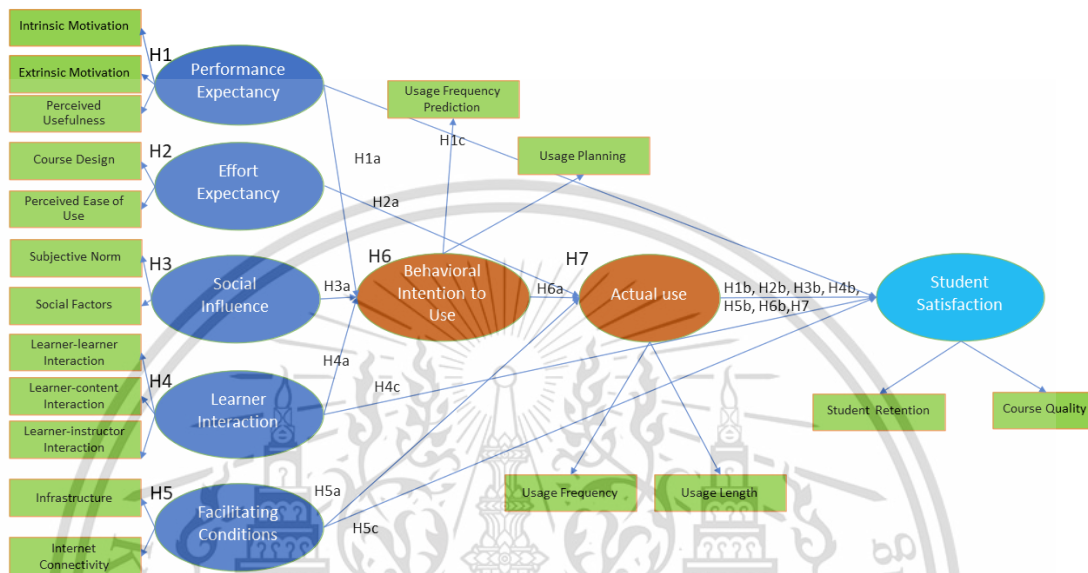 Intrinsic Motivation
H1
Extrinsic Motivation
Perceived
Usefulness
Performance
Expectancy
Usage Frequency
Prediction
H1c
Usage Planning
H1a
Course Design
H2
Perceived Ease of
Use
Effort
Expectancy
H2a
Subjective Norm
H3
Social Factors
Social
Influence
H3a
H6
Behavioral
Intention to
Use
H6a
H7
Actual use
H1b, H2b, H3b, H4b,
H5b, H6b,H7
Student
Satisfaction
Learner-learner
Interaction
H4
Learner-content
Interaction
Learner-instructor
Interaction
Learner
Interaction
H4a
H4c
Student Retention
Course Quality
Infrastructure
H5
Internet
Connectivity
Facilitating
Conditions
H5a
H5c
Usage Frequency
Usage Length